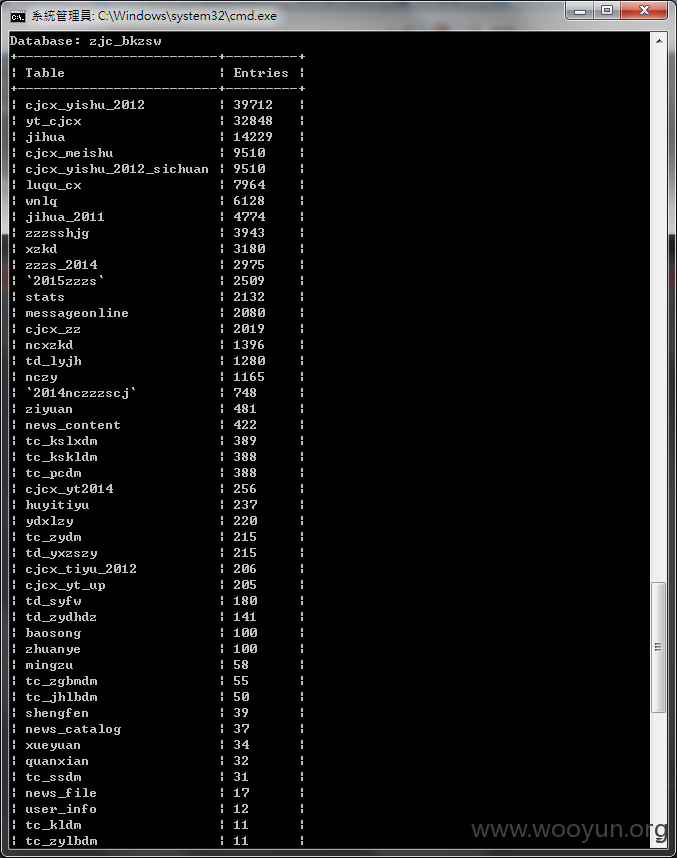 系統管理員: C:\Windows\system32\cmd.exe
Database: zjc_bkzsw
+-------------------------+---------+
| Table                   | Entries |
+-------------------------+---------+
| cjcx_yishu_2012         | 39712   |
| yt_cjcx                 | 32848   |
| jihua                   | 14229   |
| cjcx_meishu             | 9510    |
| cjcx_yishu_2012_sichuan | 9510    |
| luqu_cx                 | 7964    |
| wnlq                    | 6128    |
| jihua_2011              | 4774    |
| zzzsshjg                | 3943    |
| xzkd                    | 3180    |
| zzzs_2014               | 2975    |
| `2015zzzs`              | 2509    |
| stats                   | 2132    |
| messageonline           | 2080    |
| cjcx_zz                 | 2019    |
| ncxzkd                  | 1396    |
| td_lyjh                 | 1280    |
| nczy                    | 1165    |
| `2014nczzzscj`          | 748     |
| ziyuan                  | 481     |
| news_content            | 422     |
| tc_kslxdm               | 389     |
| tc_kskldm               | 388     |
| tc_pcdm                 | 388     |
| cjcx_yt2014             | 256     |
| huyitiyu                | 237     |
| ydxlzy                  | 220     |
| tc_zydm                 | 215     |
| td_yxzszy               | 215     |
| cjcx_tiyu_2012          | 206     |
| cjcx_yt_up              | 205     |
| td_syfw                 | 180     |
| td_zydhdz               | 141     |
| baosong                 | 100     |
| zhuanye                 | 100     |
| mingzu                  | 58      |
| tc_zgbmdm               | 55      |
| tc_jhlbdm               | 50      |
| shengfen                | 39      |
| news_catalog            | 37      |
| xueyuan                 | 34      |
| quanxian                | 32      |
| tc_ssdm                 | 31      |
| news_file               | 17      |
| user_info               | 12      |
| tc_kldm                 | 11      |
| tc_zylbdm               | 11      |
www.wooyun.org